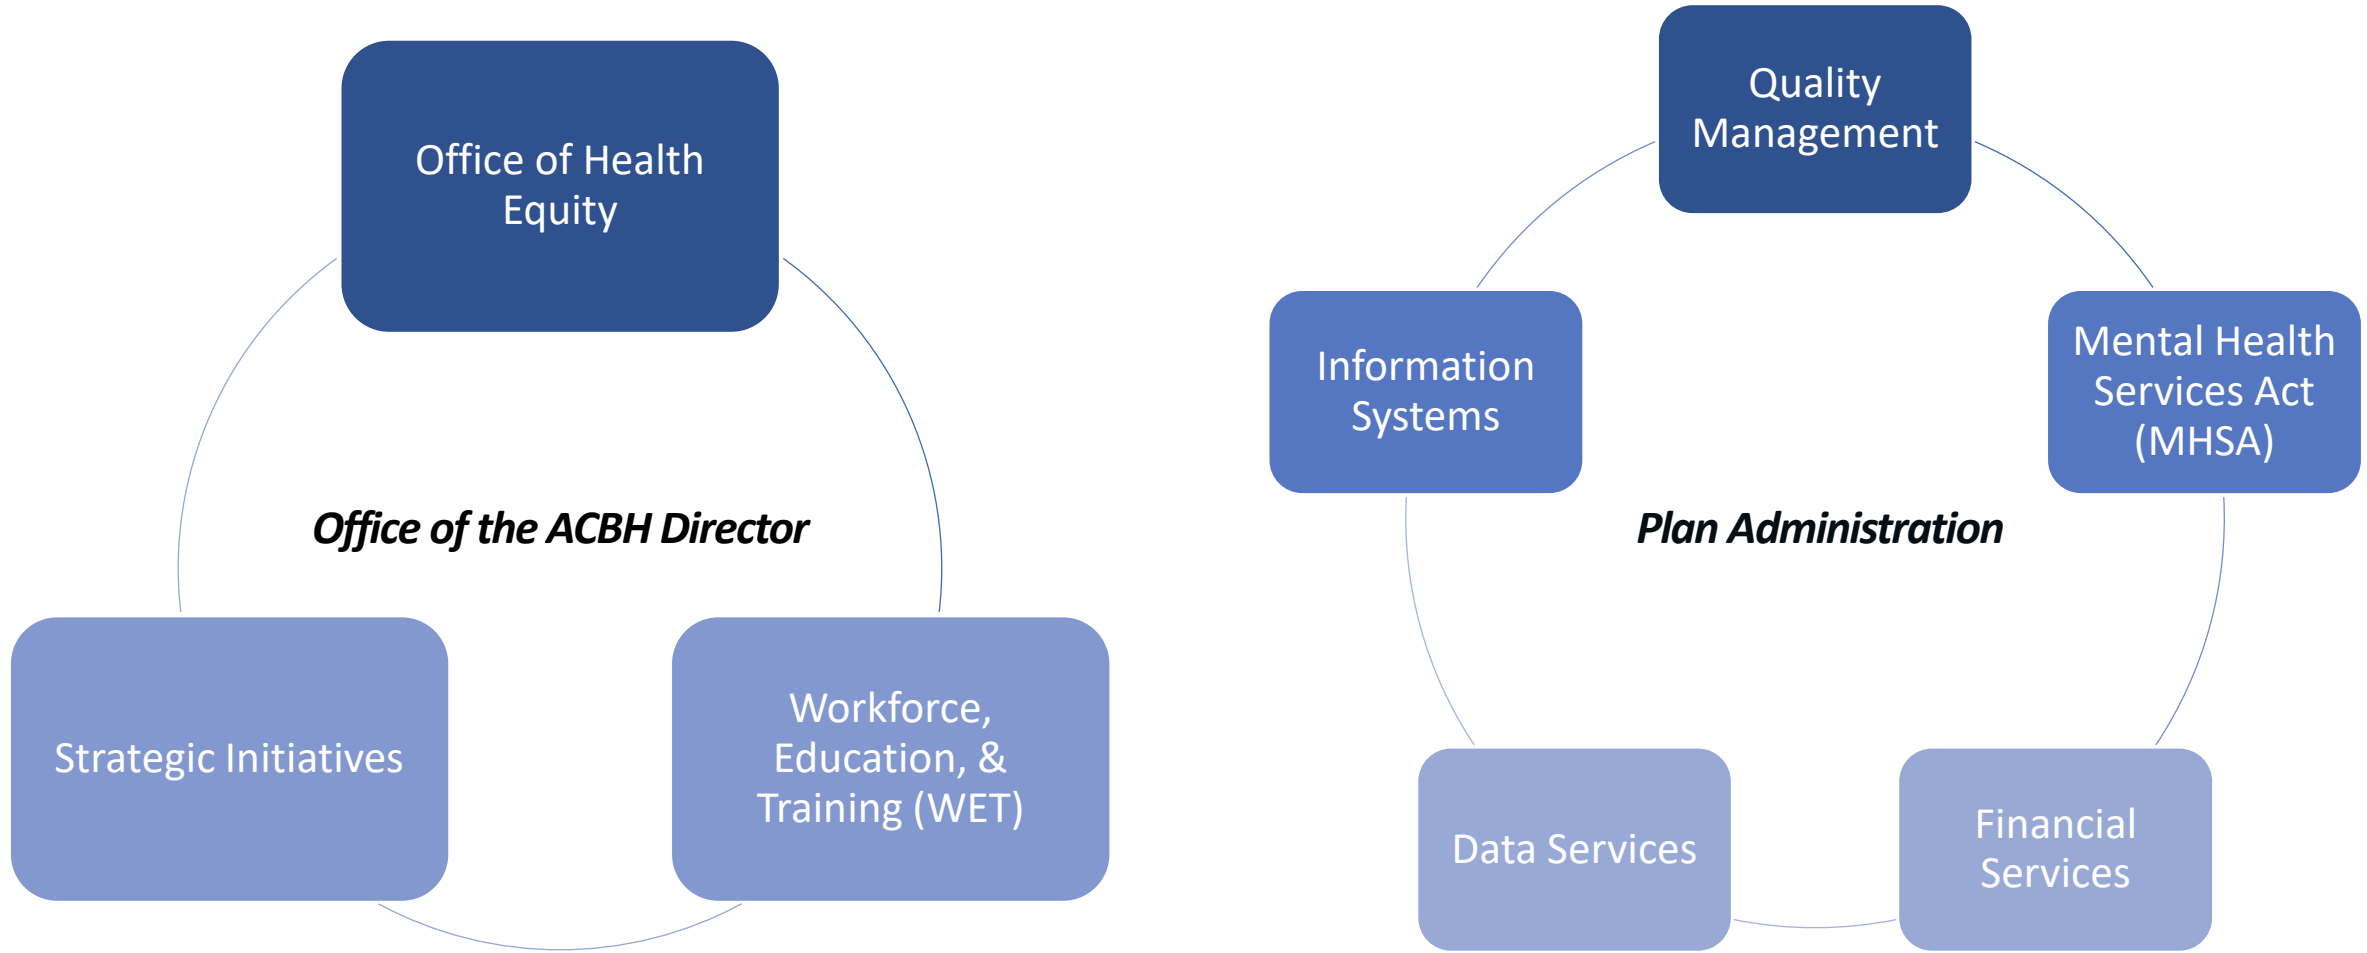 Office of Health
Equity
Office of the ACBH Director
Strategic Initiatives
Workforce,
Education, &
Training (WET)
Quality
Management
Information
Systems
Mental Health
Services Act
(MHSA)
Plan Administration
Data Services
Financial
Services